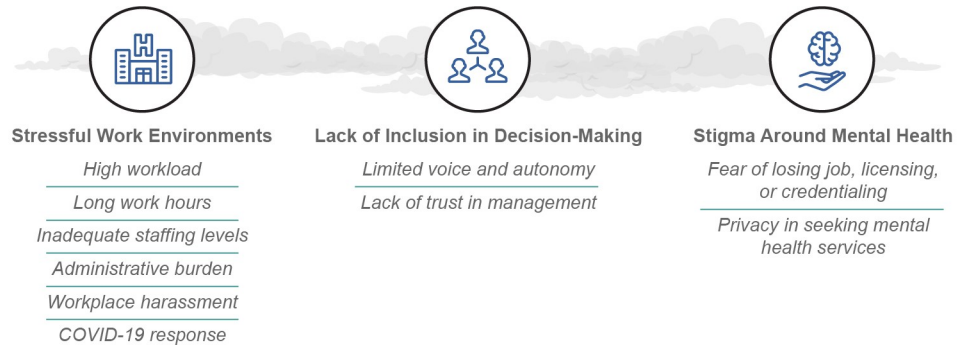 Stressful Work Environments
High workload
Long work hours
Inadequate staffing levels
Administrative burden
Workplace harassment
COVID-19 response
Lack of Inclusion in Decision-Making
Limited voice and autonomy
Lack of trust in management
Stigma Around Mental Health
Fear of losing job, licensing,
or credentialing
Privacy in seeking mental
health services